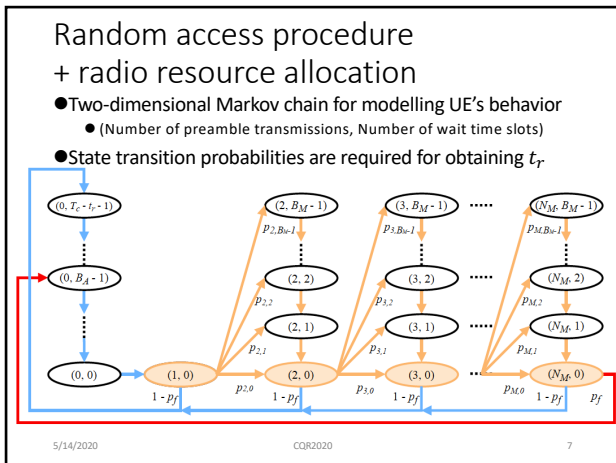 Random access procedure
+ radio resource allocation
●Two-dimensional Markov chain for modelling UE's behavior
● (Number of preamble transmissions, Number of wait time slots)
●State transition probabilities are required for obtaining t_r
(0, T_c - t_r - 1) (2, B_M - 1) (3, B_M - 1) ····· (N_M, B_M - 1)
p_{2,B_M-1} p_{3,B_M-1} p_{M,B_M-1}
(0, B_A - 1) (2, 2) (3, 2) (N_M, 2)
p_{2,2} p_{3,2} p_{M,2}
(2, 1) (3, 1) ····· (N_M, 1)
p_{2,1} p_{3,1} p_{M,1}
(0, 0) (1, 0) (2, 0) (3, 0) ····· (N_M, 0)
p_{2,0} p_{3,0} p_{M,0}
1 - p_f 1 - p_f 1 - p_f 1 - p_f p_f
5/14/2020 CQR2020 7